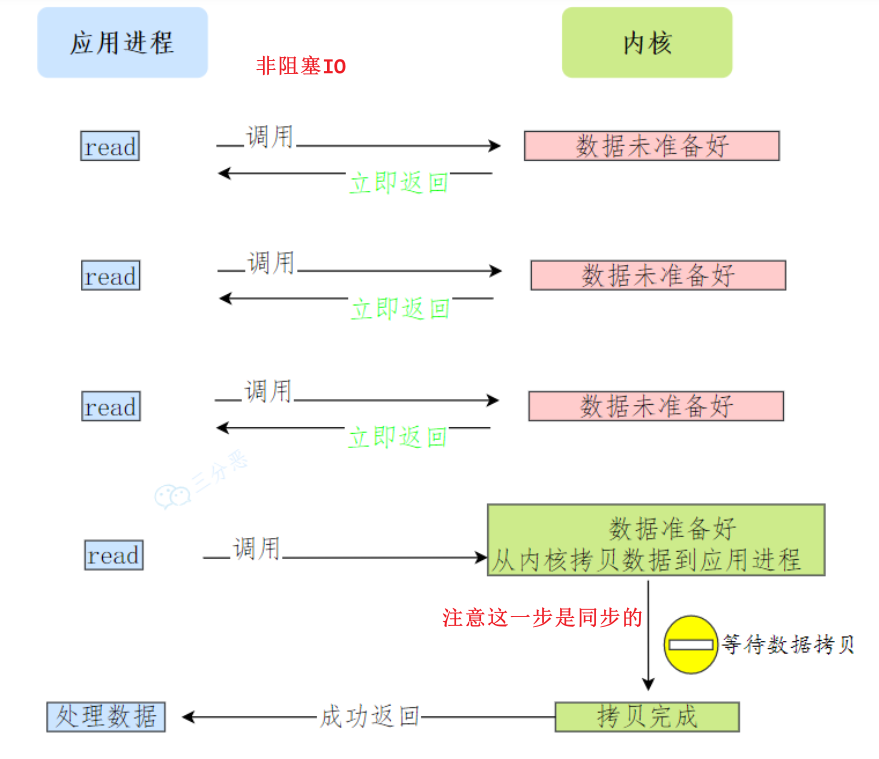 应用进程
内核
非阻塞IO
read
调用
数据未准备好
立即返回
read
调用
数据未准备好
立即返回
read
调用
数据未准备好
立即返回
三分恶
read
调用
数据准备好
从内核拷贝数据到应用进程
注意这一步是同步的
等待数据拷贝
处理数据
成功返回
拷贝完成